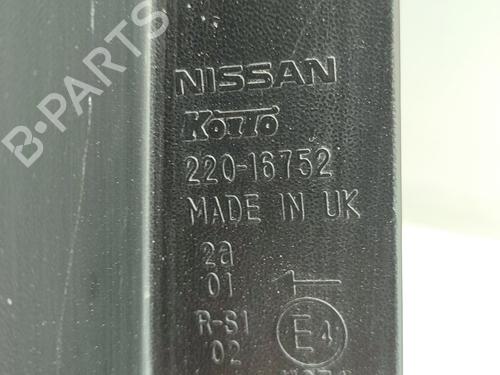 B-PARTS
NISSAN
KOITO
220-16752
MADE IN UK
2a
01
R-S1
02
E4